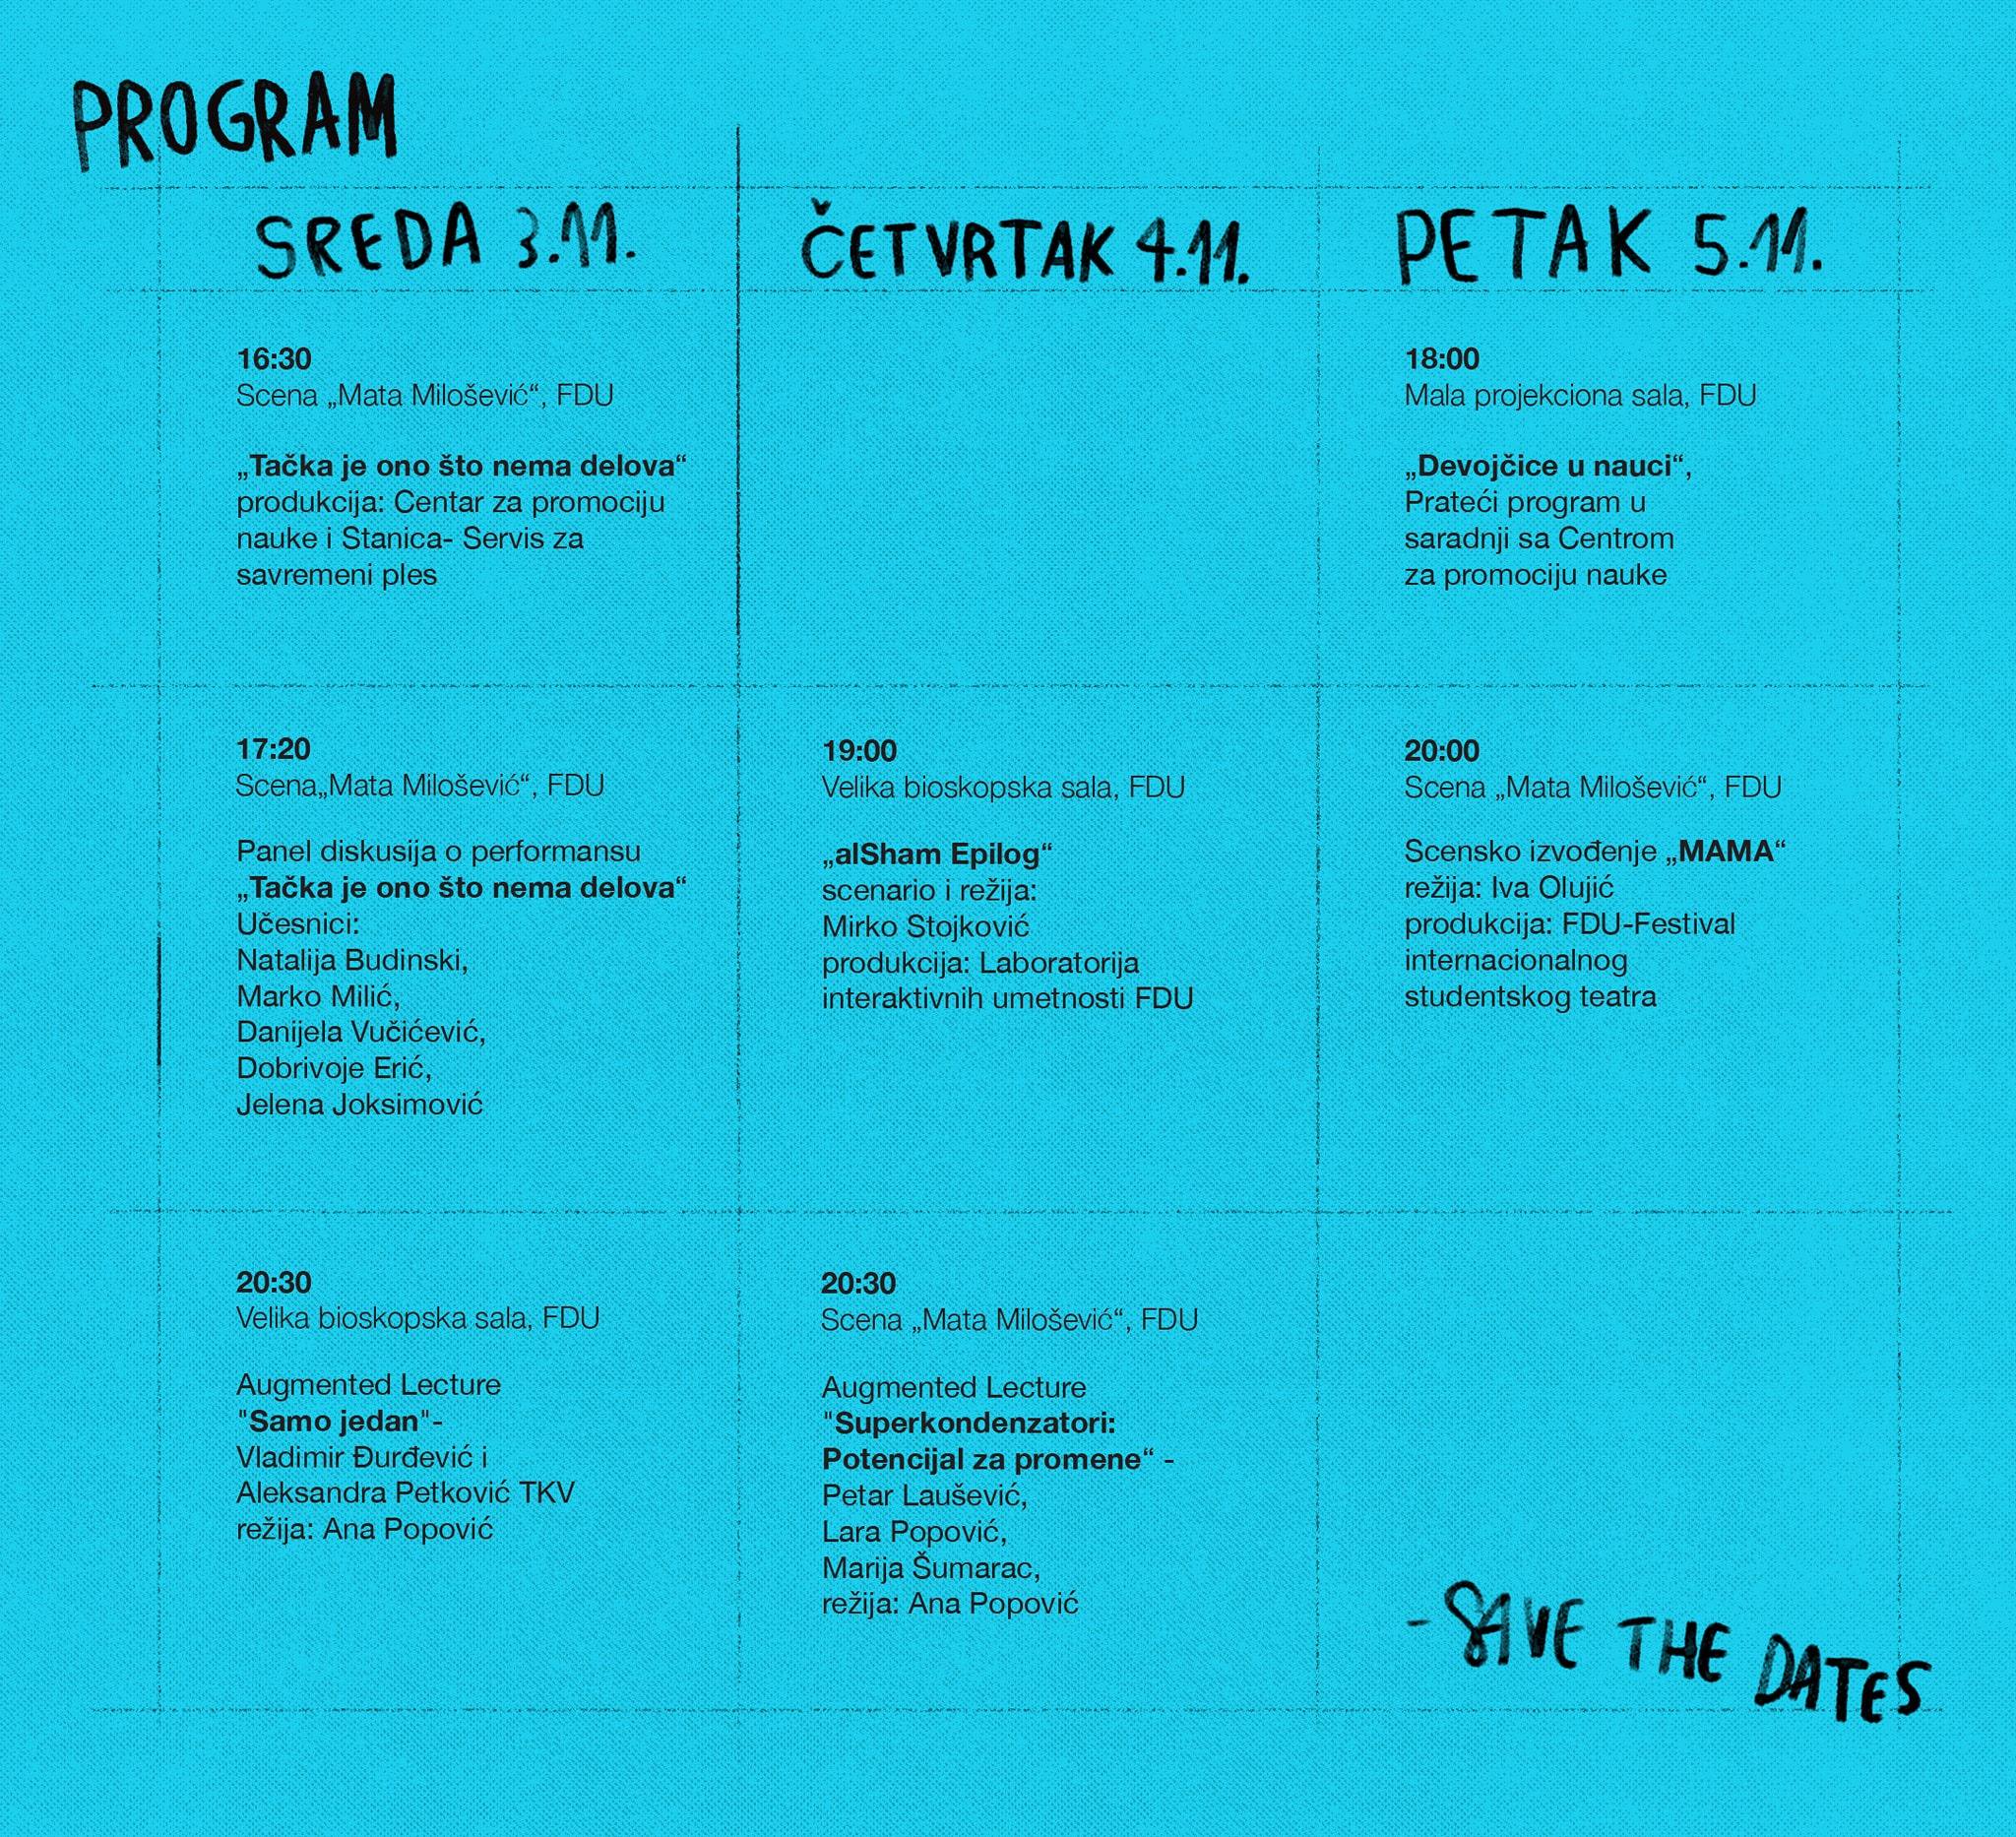 PROGRAM
SREDA 3.11.
16:30
Scena „Mata Milošević“, FDU
„Tačka je ono što nema delova“
produkcija: Centar za promociju
nauke i Stanica- Servis za
savremeni ples
17:20
Scena„Mata Milošević“, FDU
Panel diskusija o performansu
„Tačka je ono što nema delova“
Učesnici:
Natalija Budinski,
Marko Milić,
Danijela Vučićević,
Dobrivoje Erić,
Jelena Joksimović
20:30
Velika bioskopska sala, FDU
Augmented Lecture
"Samo jedan"-
Vladimir Đurđević i
Aleksandra Petković TKV
režija: Ana Popović
ČETVRTAK 4.11.
19:00
Velika bioskopska sala, FDU
„alSham Epilog“
scenario i režija:
Mirko Stojković
produkcija: Laboratorija
interaktivnih umetnosti FDU
20:30
Scena „Mata Milošević“, FDU
Augmented Lecture
"Superkondenzatori:
Potencijal za promene“ -
Petar Laušević,
Lara Popović,
Marija Šumarac,
režija: Ana Popović
PETAK 5.11.
18:00
Mala projekciona sala, FDU
„Devojčice u nauci“,
Prateći program u
saradnji sa Centrom
za promociju nauke
20:00
Scena „Mata Milošević“, FDU
Scensko izvođenje „MAMA“
režija: Iva Olujić
produkcija: FDU-Festival
internacionalnog
studentskog teatra
- SAVE THE DATES